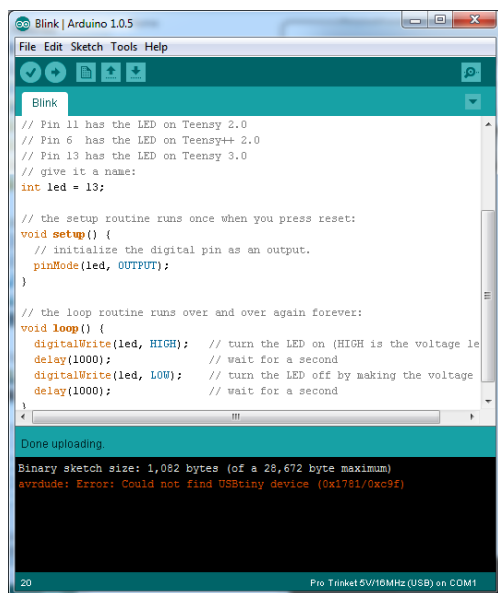 Blink | Arduino 1.0.5
File Edit Sketch Tools Help
Blink
// Pin 11 has the LED on Teensy 2.0
// Pin 6  has the LED on Teensy++ 2.0
// Pin 13 has the LED on Teensy 3.0
// give it a name:
int led = 13;
// the setup routine runs once when you press reset:
void setup() {
  // initialize the digital pin as an output.
  pinMode(led, OUTPUT);
}
// the loop routine runs over and over again forever:
void loop() {
  digitalWrite(led, HIGH);   // turn the LED on (HIGH is the voltage le
  delay(1000);               // wait for a second
  digitalWrite(led, LOW);    // turn the LED off by making the voltage
  delay(1000);               // wait for a second
}
Done uploading.
Binary sketch size: 1,082 bytes (of a 28,672 byte maximum)
avrdude: Error: Could not find USBtiny device (0x1781/0xc9f)
20
Pro Trinket 5V/16MHz (USB) on COM1